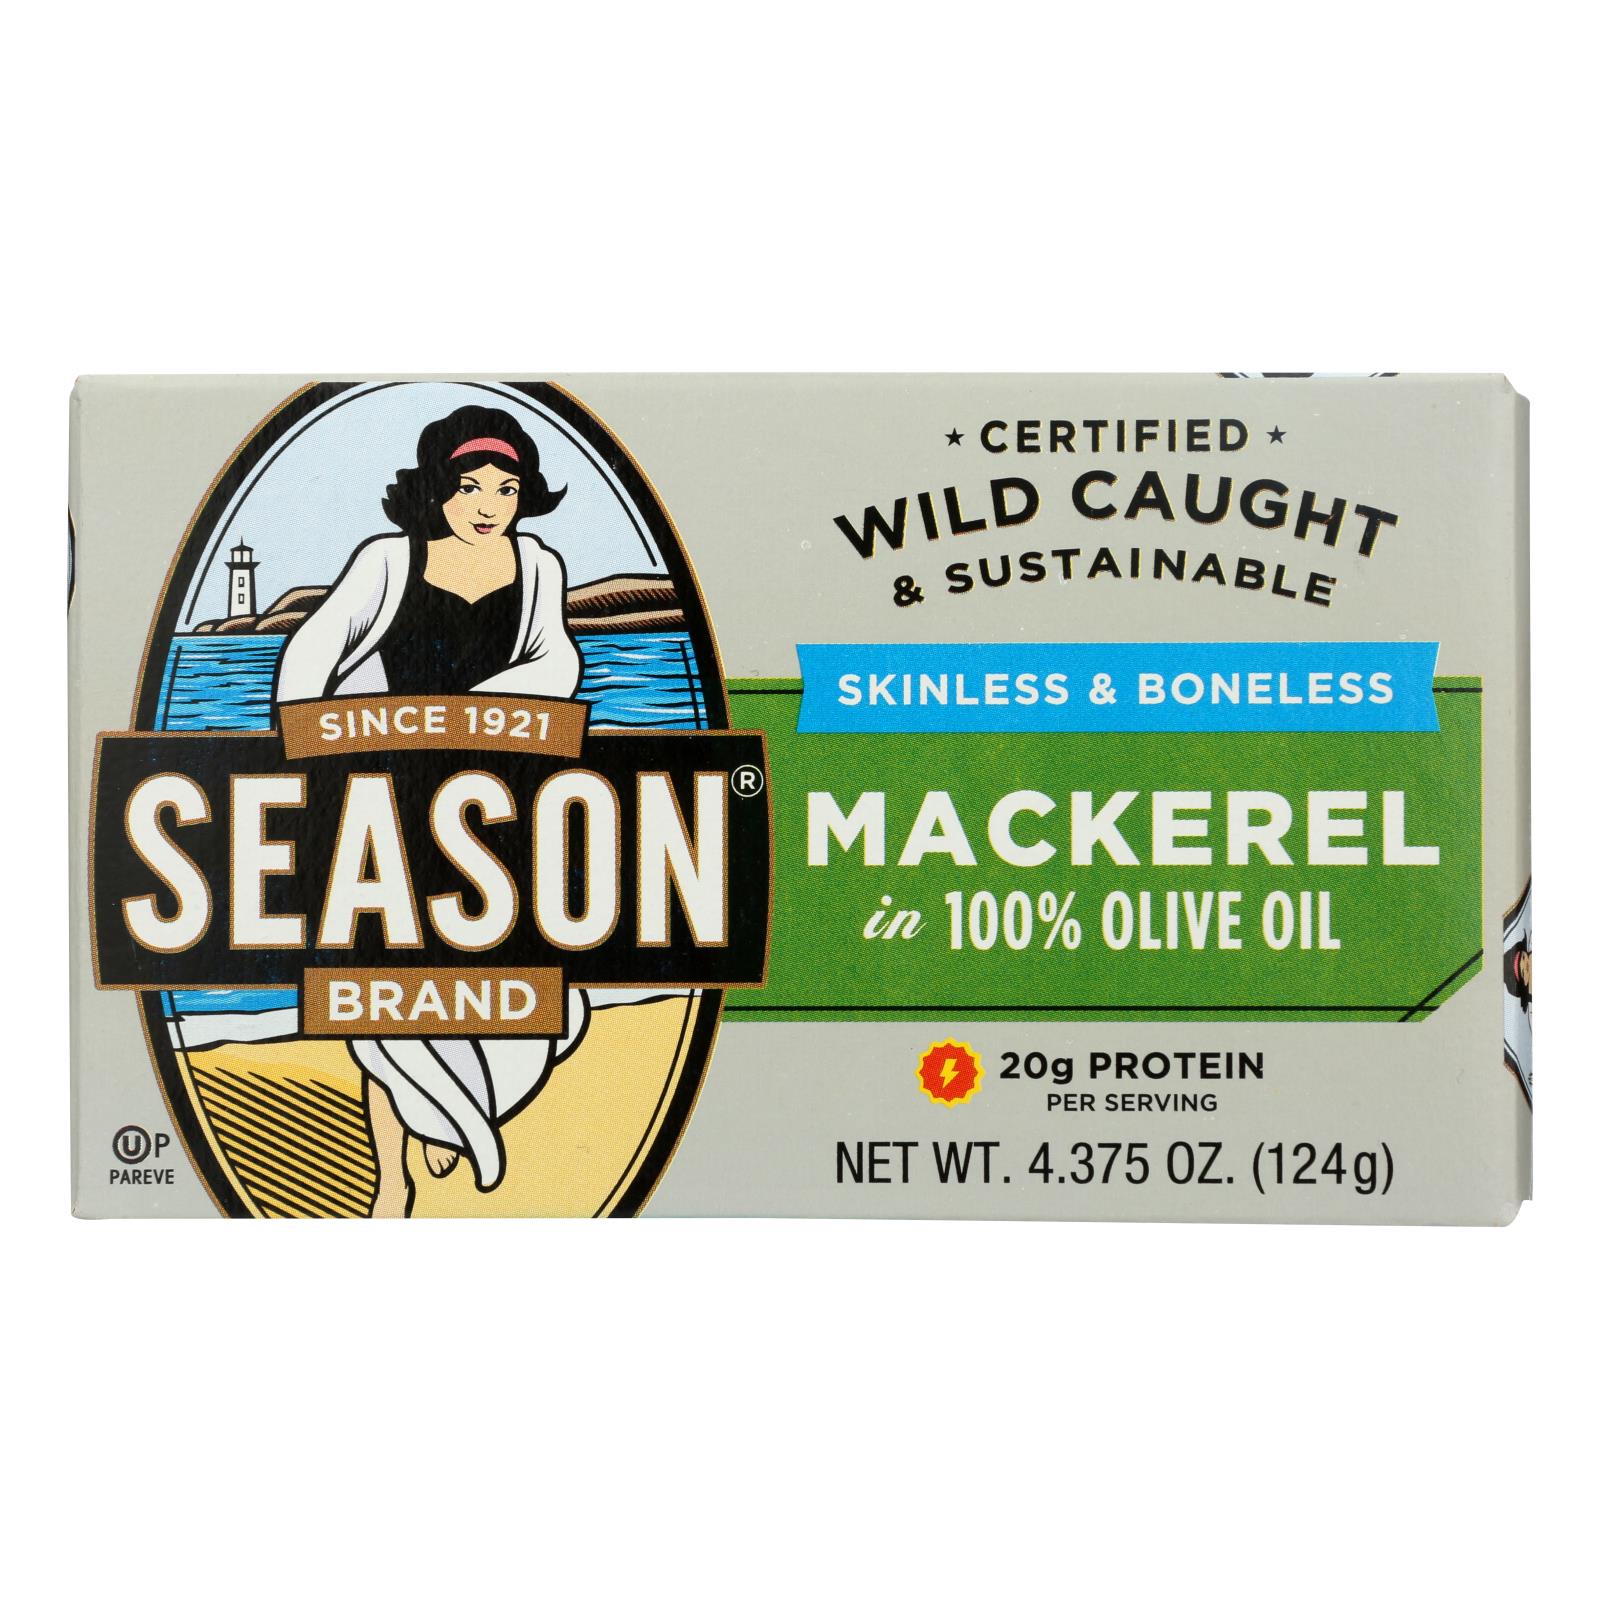 SINCE 1921
SEASON®
BRAND
UP
PAREVE
★ CERTIFIED ★
WILD CAUGHT
& SUSTAINABLE
SKINLESS & BONELESS
MACKEREL
in 100% OLIVE OIL
20g PROTEIN
PER SERVING
NET WT. 4.375 OZ. (124g)